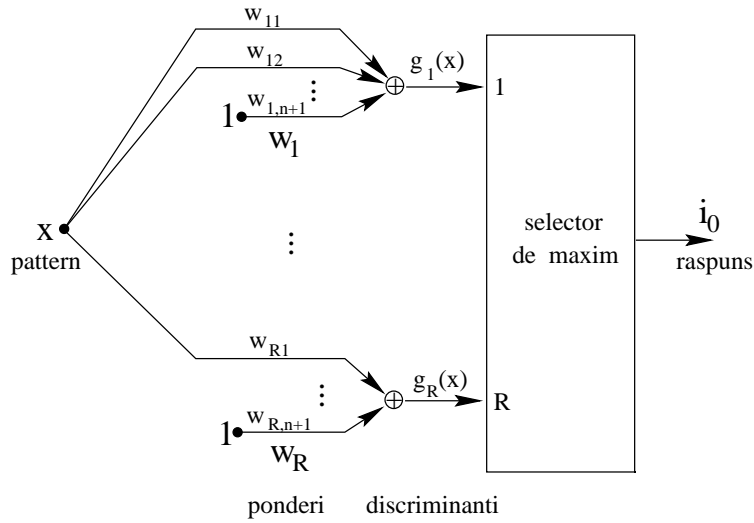 w11
w12
g1(x)
1
w1,n+1
1
w1
x
pattern
selector
de maxim
i0
raspuns
wR1
gR(x)
R
wR,n+1
1
wR
ponderi discriminanti